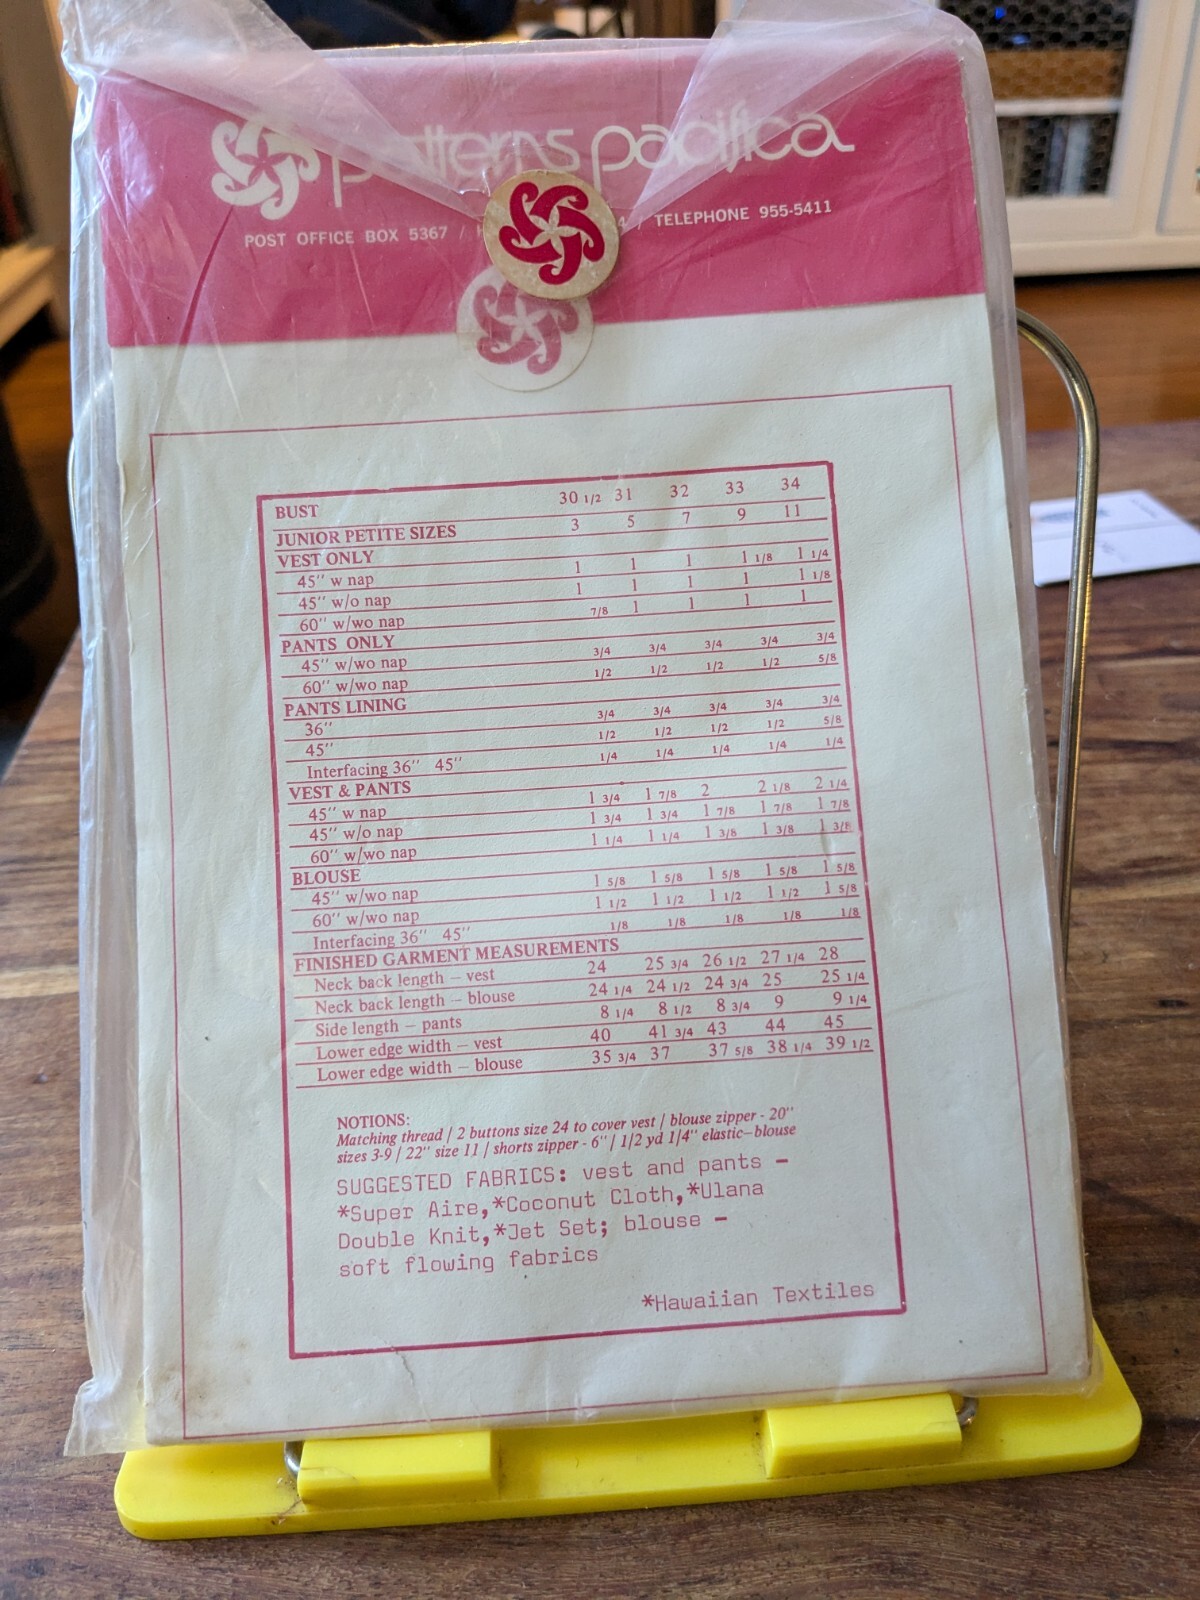 patterns pacifica
POST OFFICE BOX 5367 / / TELEPHONE 955-5411
BUST 30 1/2 31 32 33 34
JUNIOR PETITE SIZES 3 5 7 9 11
VEST ONLY
45" w nap 1 1 1 1 1/8 1 1/4
45" w/o nap 1 1 1 1 1 1/8
60" w/wo nap 7/8 1 1 1 1
PANTS ONLY
45" w/wo nap 3/4 3/4 3/4 3/4 3/4
60" w/wo nap 1/2 1/2 1/2 1/2 5/8
PANTS LINING
36" 3/4 3/4 3/4 3/4 3/4
45" 1/2 1/2 1/2 1/2 5/8
Interfacing 36" 45" 1/4 1/4 1/4 1/4 1/4
VEST & PANTS
45" w nap 1 3/4 1 7/8 2 2 1/8 2 1/4
45" w/o nap 1 3/4 1 3/4 1 7/8 1 7/8 1 7/8
60" w/wo nap 1 1/4 1 1/4 1 3/8 1 3/8 1 3/8
BLOUSE
45" w/wo nap 1 5/8 1 5/8 1 5/8 1 5/8 1 5/8
60" w/wo nap 1 1/2 1 1/2 1 1/2 1 1/2 1 5/8
Interfacing 36" 45" 1/8 1/8 1/8 1/8 1/8
FINISHED GARMENT MEASUREMENTS
Neck back length – vest 24 25 3/4 26 1/2 27 1/4 28
Neck back length – blouse 24 1/4 24 1/2 24 3/4 25 25 1/4
Side length – pants 8 1/4 8 1/2 8 3/4 9 9 1/4
Lower edge width – vest 40 41 3/4 43 44 45
Lower edge width – blouse 35 3/4 37 37 5/8 38 1/4 39 1/2
NOTIONS:
Matching thread / 2 buttons size 24 to cover vest / blouse zipper - 20"
sizes 3-9 / 22" size 11 / shorts zipper - 6" / 1/2 yd 1/4" elastic–blouse
SUGGESTED FABRICS: vest and pants –
*Super Aire,*Coconut Cloth,*Ulana
Double Knit,*Jet Set; blouse –
soft flowing fabrics
*Hawaiian Textiles